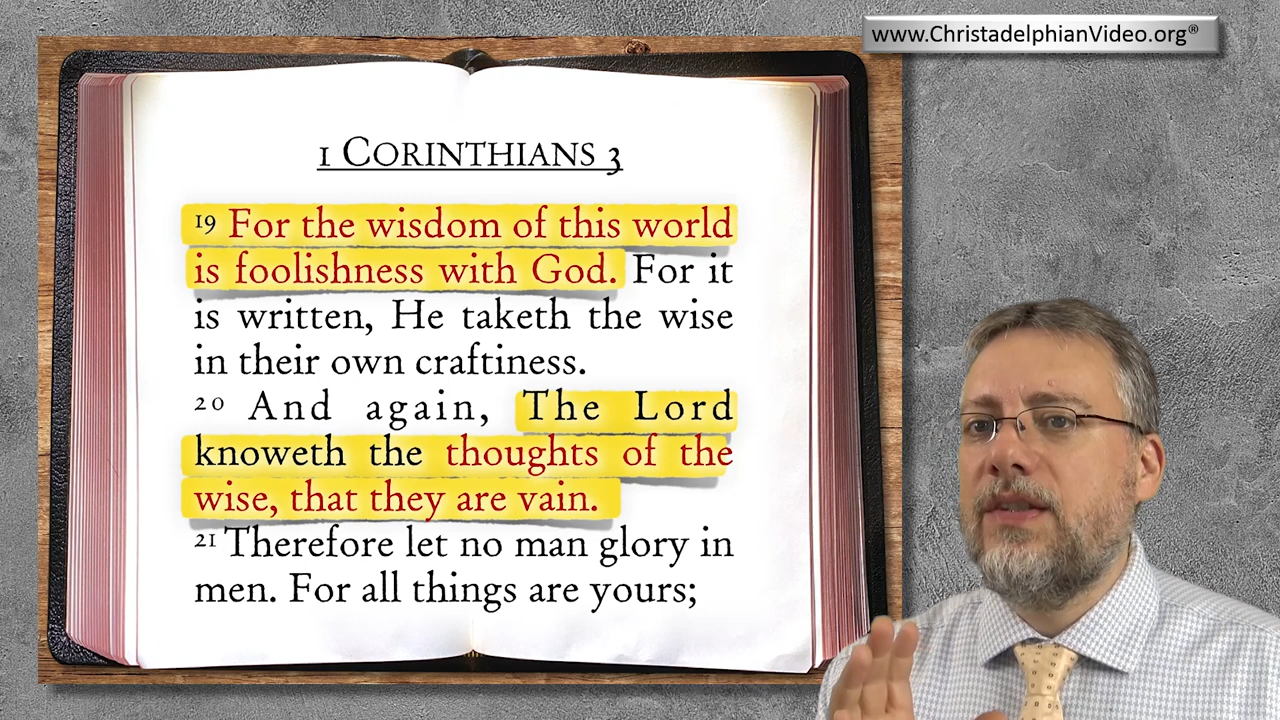 www.ChristadelphianVideo.org®
1 CORINTHIANS 3
19 For the wisdom of this world
is foolishness with God. For it
is written, He taketh the wise
in their own craftiness.
20 And again, The Lord
knoweth the thoughts of the
wise, that they are vain.
21 Therefore let no man glory in
men. For all things are yours;